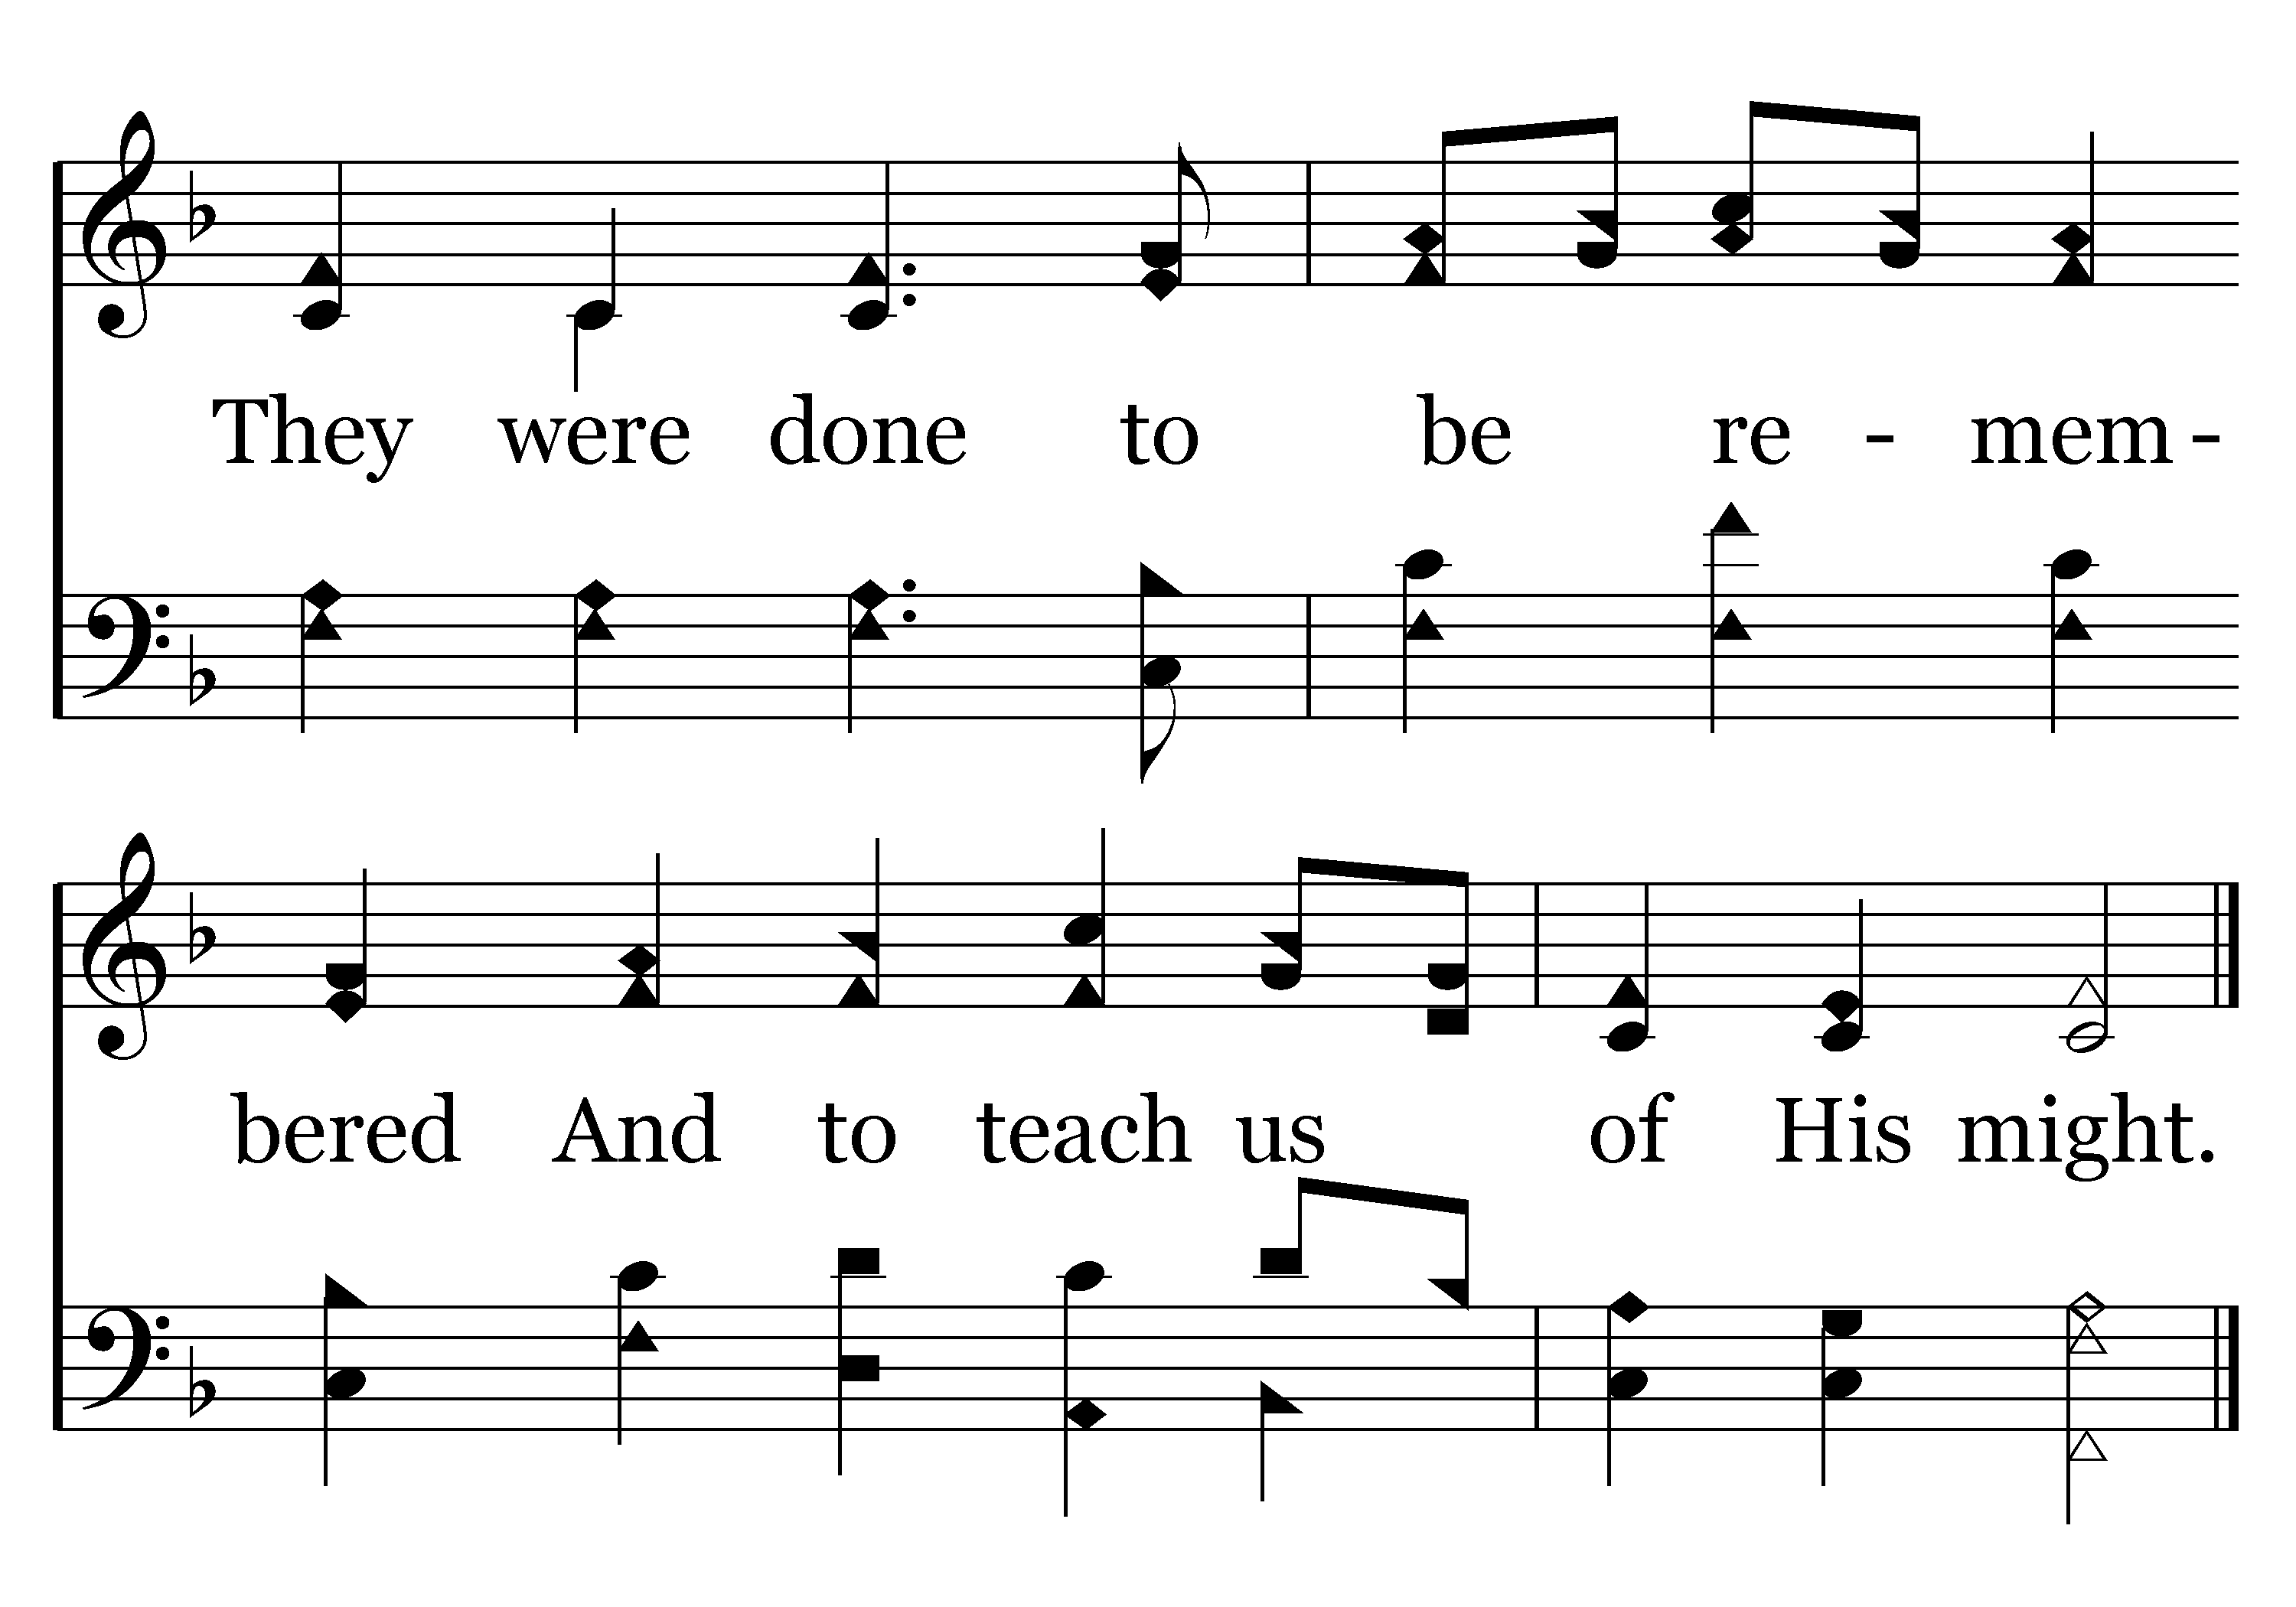 They were done to be re - mem -
bered And to teach us of His might.